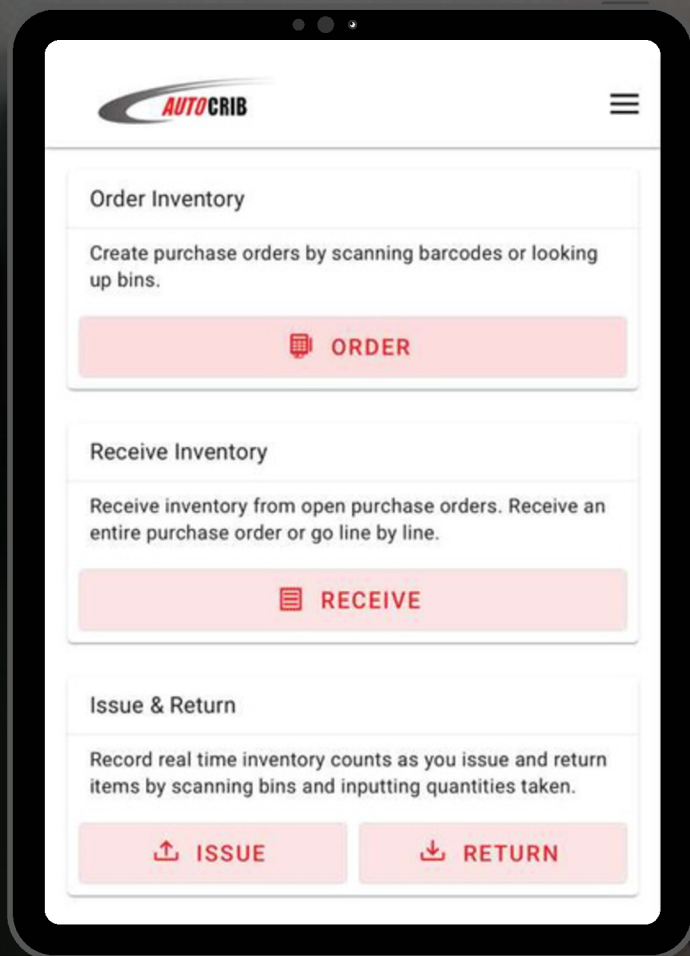 AUTOCRIB
Order Inventory
Create purchase orders by scanning barcodes or looking
up bins.
ORDER
Receive Inventory
Receive inventory from open purchase orders. Receive an
entire purchase order or go line by line.
RECEIVE
Issue & Return
Record real time inventory counts as you issue and return
items by scanning bins and inputting quantities taken.
ISSUE
RETURN